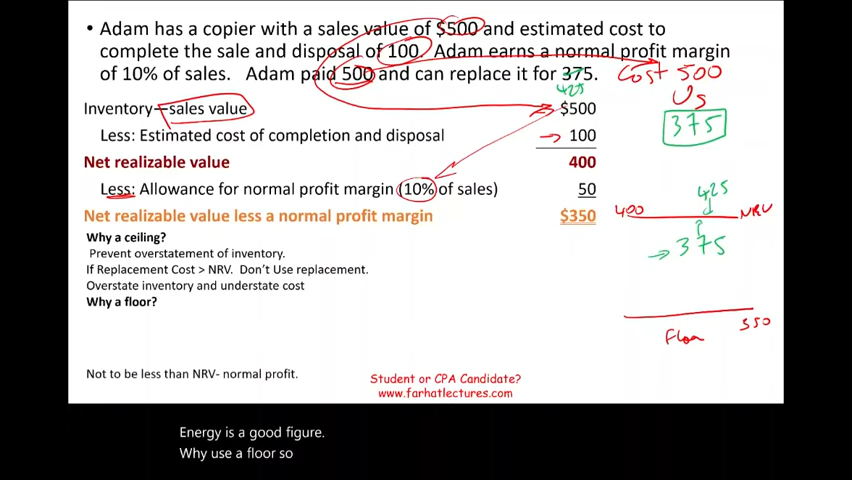 • Adam has a copier with a sales value of $500 and estimated cost to
complete the sale and disposal of 100 Adam earns a normal profit margin
of 10% of sales. Adam paid 500 and can replace it for 375.
Cost 500
425
Vs
Inventory—sales value $500
375
Less: Estimated cost of completion and disposal 100
Net realizable value 400
Less: Allowance for normal profit margin (10% of sales) 50
425
Net realizable value less a normal profit margin $350
400 NRV
Why a ceiling?
375
Prevent overstatement of inventory.
If Replacement Cost > NRV. Don't Use replacement.
Overstate inventory and understate cost
Why a floor?
350
Floor
Not to be less than NRV- normal profit.
Student or CPA Candidate?
www.farhatlectures.com
Energy is a good figure.
Why use a floor so